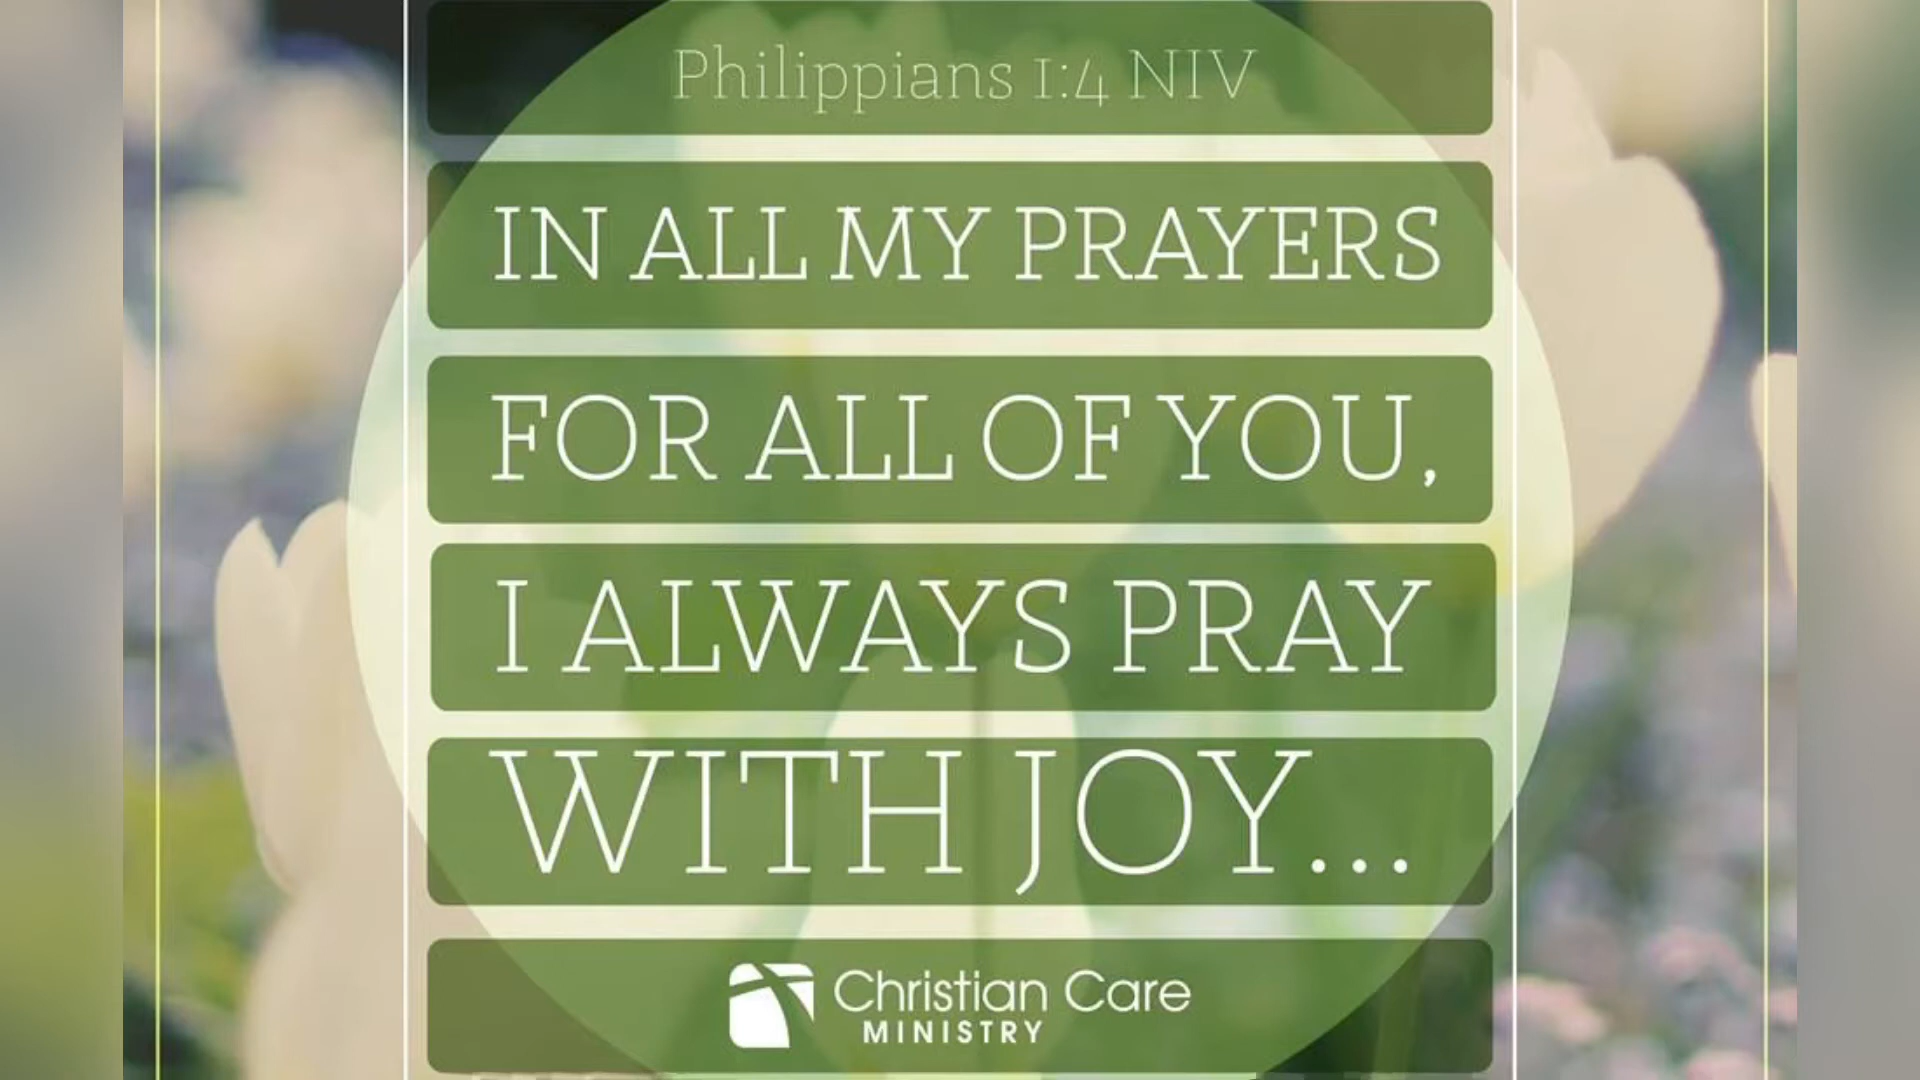 Philippians 1:4 NIV
IN ALL MY PRAYERS
FOR ALL OF YOU,
I ALWAYS PRAY
WITH JOY...
Christian Care
MINISTRY